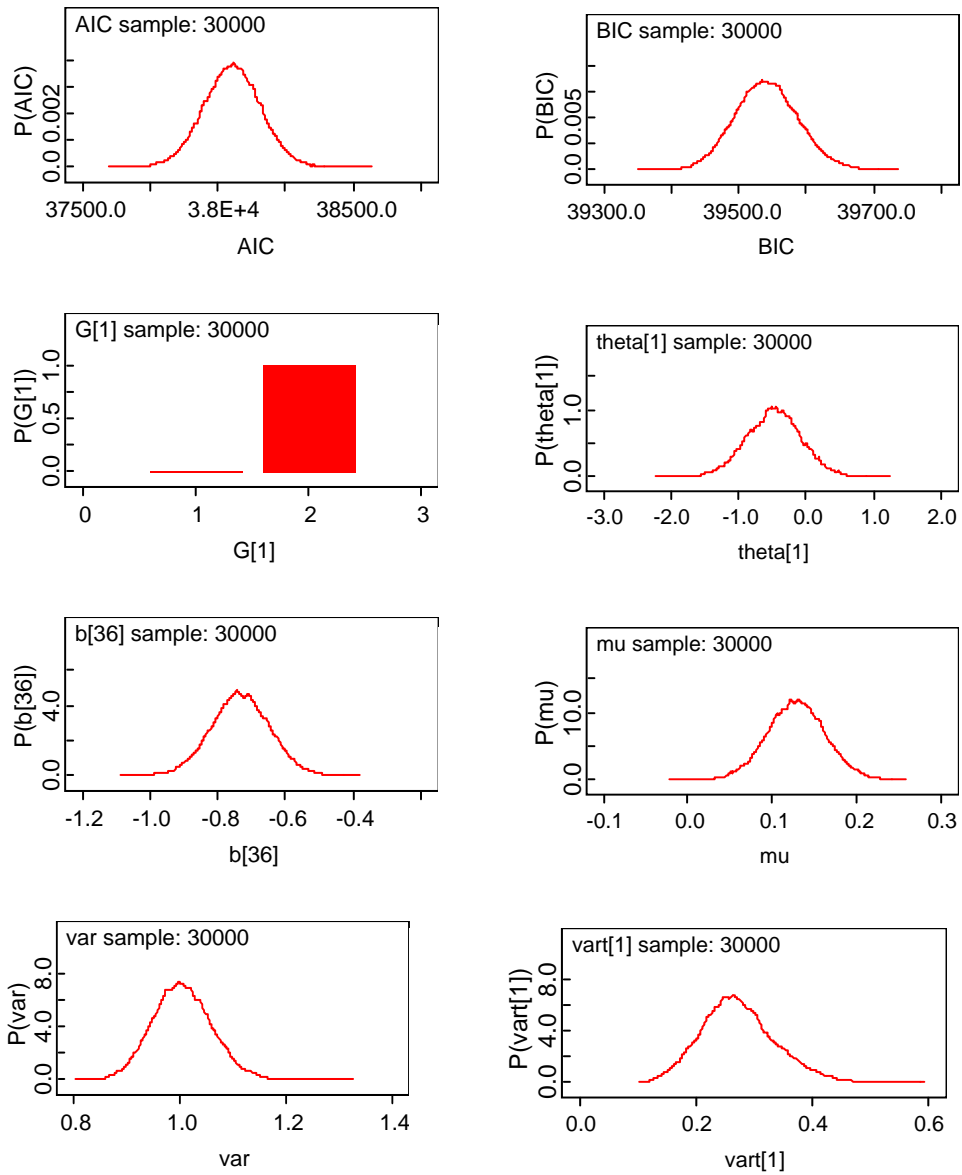 AIC sample: 30000
P(AIC)
0.0 0.002
37500.0 3.8E+4 38500.0
AIC
BIC sample: 30000
P(BIC)
0.0 0.005
39300.0 39500.0 39700.0
BIC
G[1] sample: 30000
P(G[1])
0.0 0.5 1.0
0 1 2 3
G[1]
theta[1] sample: 30000
P(theta[1])
0.0 1.0
-3.0 -2.0 -1.0 0.0 1.0 2.0
theta[1]
b[36] sample: 30000
P(b[36])
0.0 4.0
-1.2 -1.0 -0.8 -0.6 -0.4
b[36]
mu sample: 30000
P(mu)
0.0 10.0
-0.1 0.0 0.1 0.2 0.3
mu
var sample: 30000
P(var)
0.0 4.0 8.0
0.8 1.0 1.2 1.4
var
vart[1] sample: 30000
P(vart[1])
0.0 4.0 8.0
0.0 0.2 0.4 0.6
vart[1]